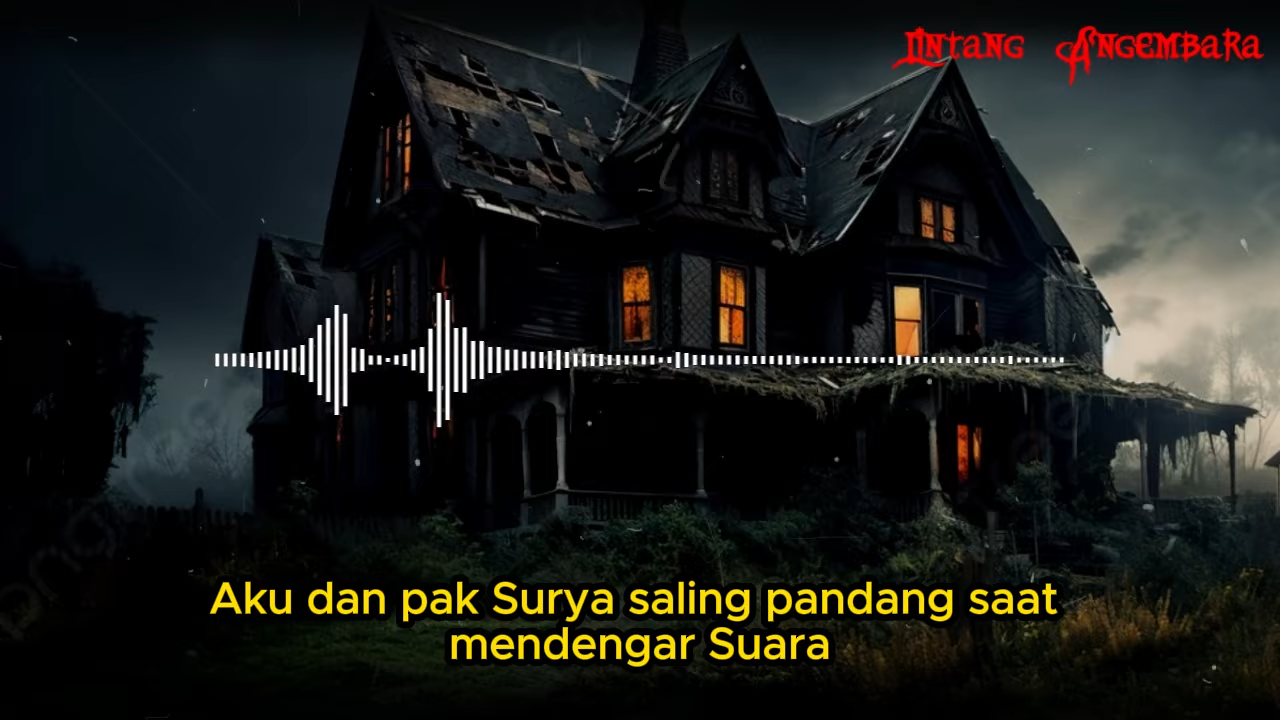 Lintang Angembara
Aku dan pak Surya saling pandang saat
mendengar Suara